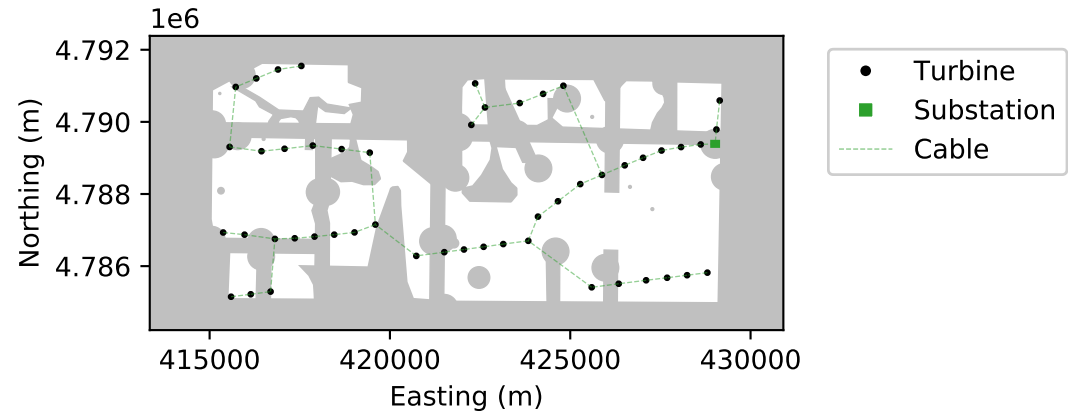 1e6
4.792
4.790
4.788
4.786
Northing (m)
415000 420000 425000 430000
Easting (m)
Turbine
Substation
Cable